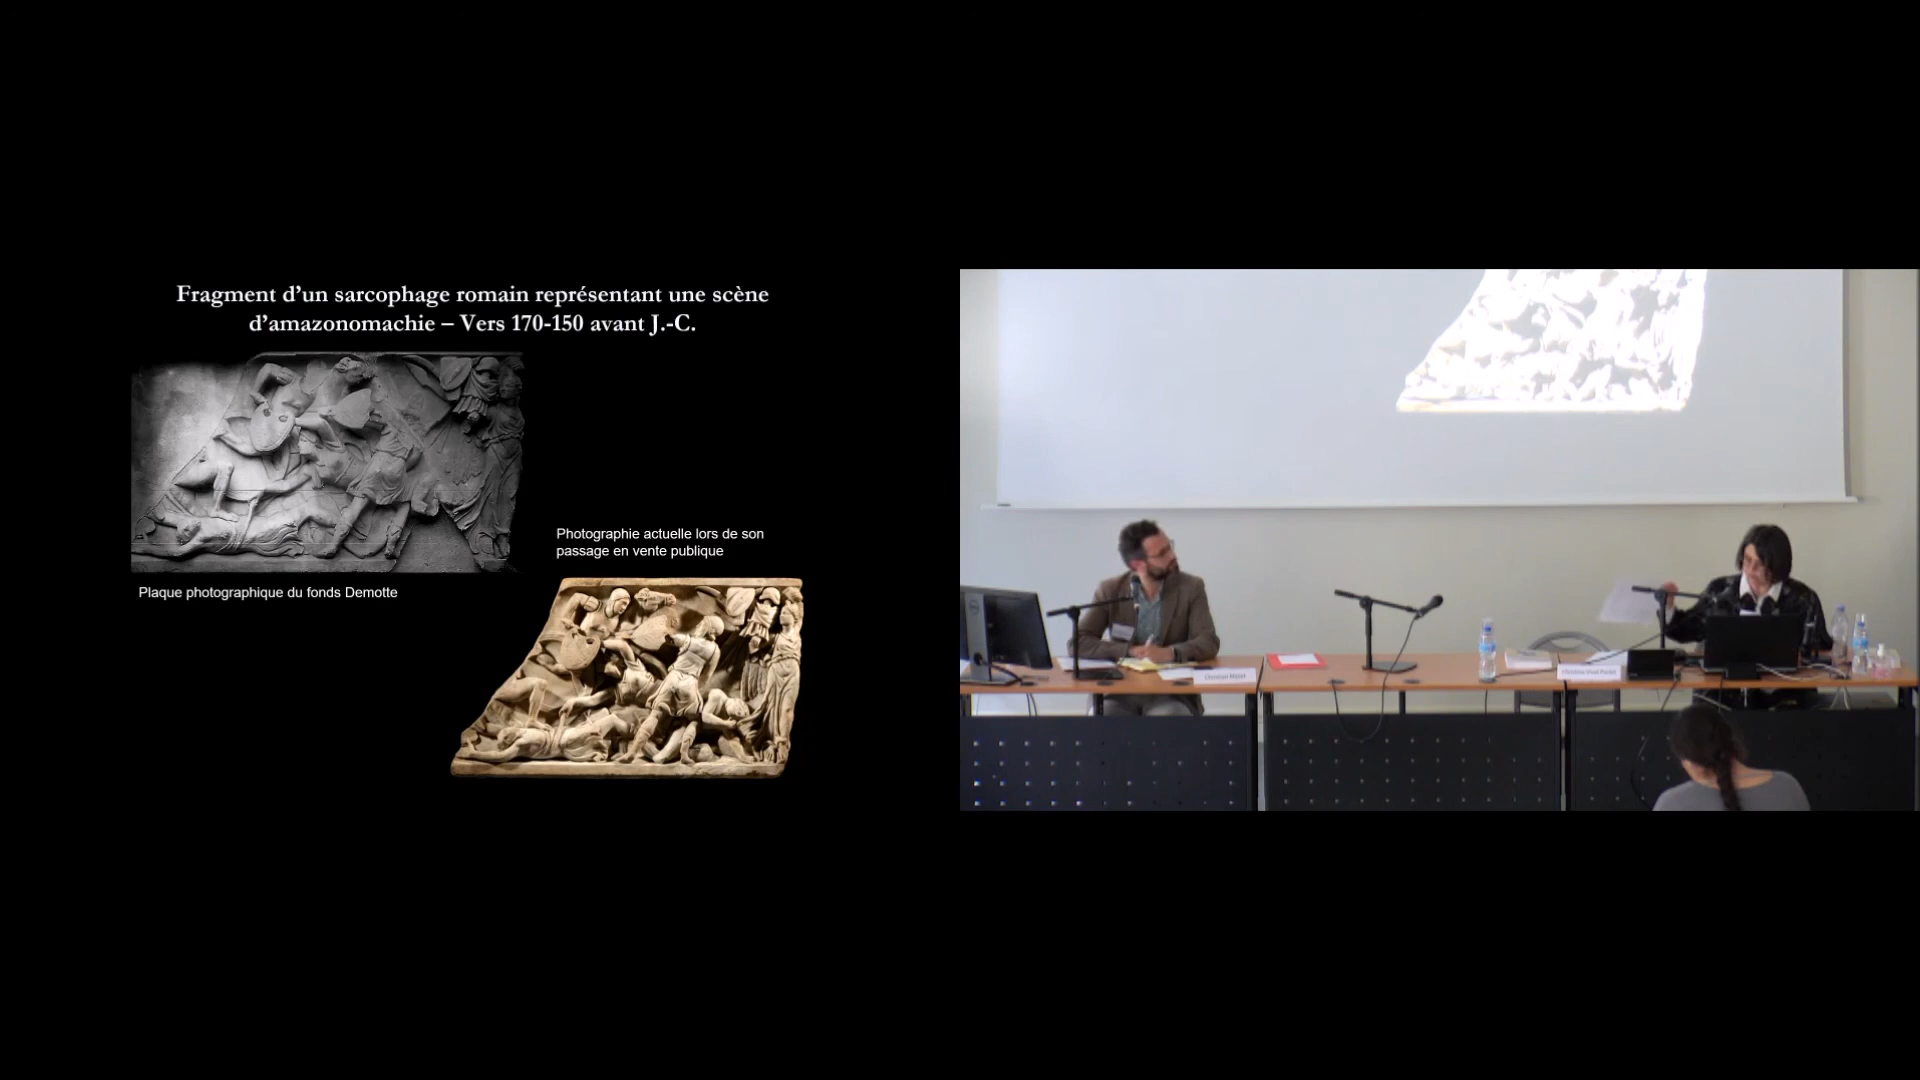 Fragment d’un sarcophage romain représentant une scène
d’amazonomachie – Vers 170-150 avant J.-C.
Photographie actuelle lors de son
passage en vente publique
Plaque photographique du fonds Demotte